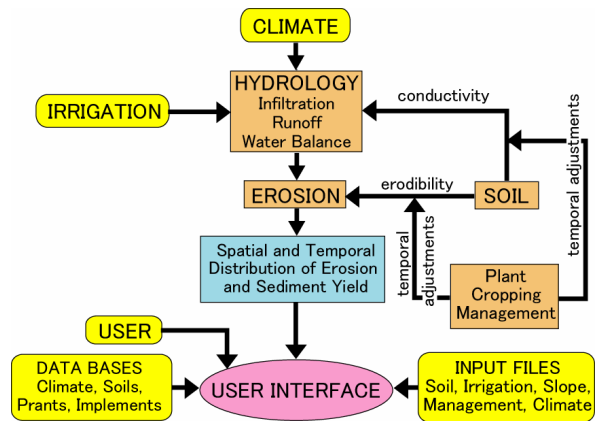 CLIMATE
HYDROLOGY
Infiltration
Runoff
Water Balance
IRRIGATION
conductivity
temporal adjustments
EROSION
erodibility
SOIL
temporal
adjustments
Spatial and Temporal
Distribution of Erosion
and Sediment Yield
Plant
Cropping
Management
USER
DATA BASES
Climate, Soils,
Prants, Implements
USER INTERFACE
INPUT FILES
Soil, Irrigation, Slope,
Management, Climate